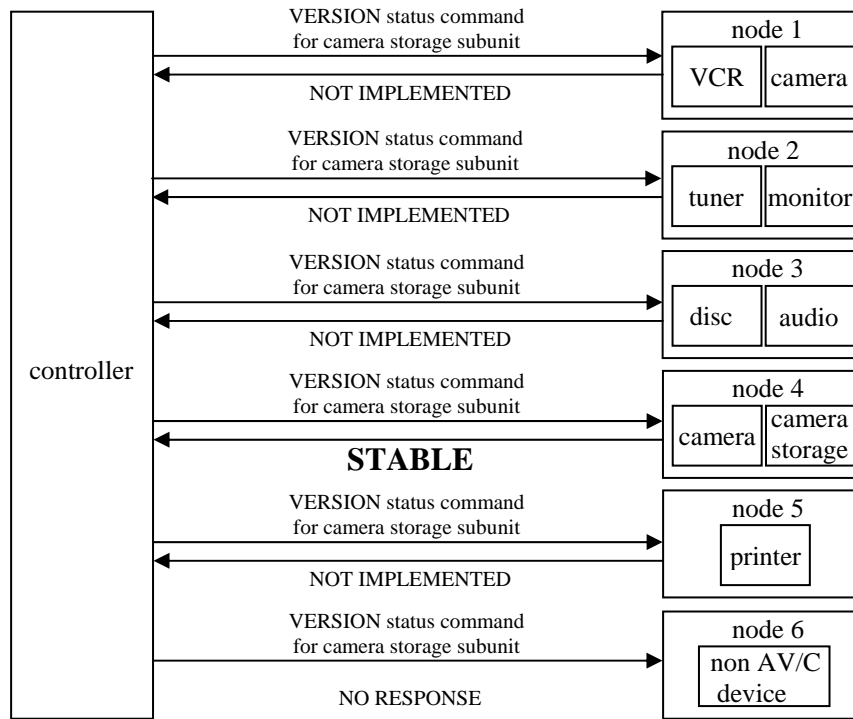 controller
VERSION status command
for camera storage subunit
NOT IMPLEMENTED
node 1
VCR
camera
VERSION status command
for camera storage subunit
NOT IMPLEMENTED
node 2
tuner
monitor
VERSION status command
for camera storage subunit
NOT IMPLEMENTED
node 3
disc
audio
VERSION status command
for camera storage subunit
STABLE
node 4
camera
camera
storage
VERSION status command
for camera storage subunit
NOT IMPLEMENTED
node 5
printer
VERSION status command
for camera storage subunit
NO RESPONSE
node 6
non AV/C
device